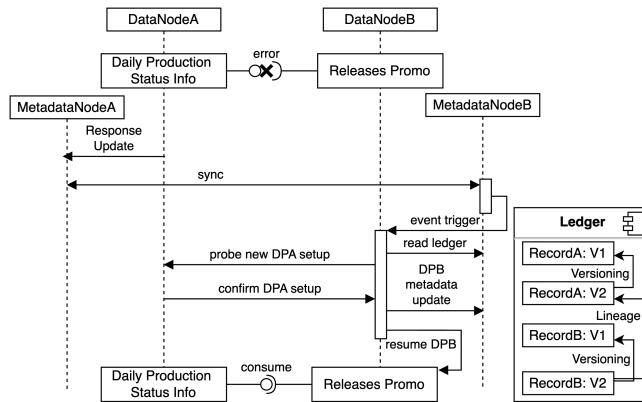 DataNodeA
DataNodeB
Daily Production
Status Info
error
Releases Promo
MetadataNodeA
MetadataNodeB
Response
Update
sync
event trigger
Ledger
read ledger
RecordA: V1
probe new DPA setup
Versioning
DPB
metadata
update
confirm DPA setup
RecordA: V2
Lineage
RecordB: V1
resume DPB
Versioning
Daily Production
Status Info
consume
Releases Promo
RecordB: V2